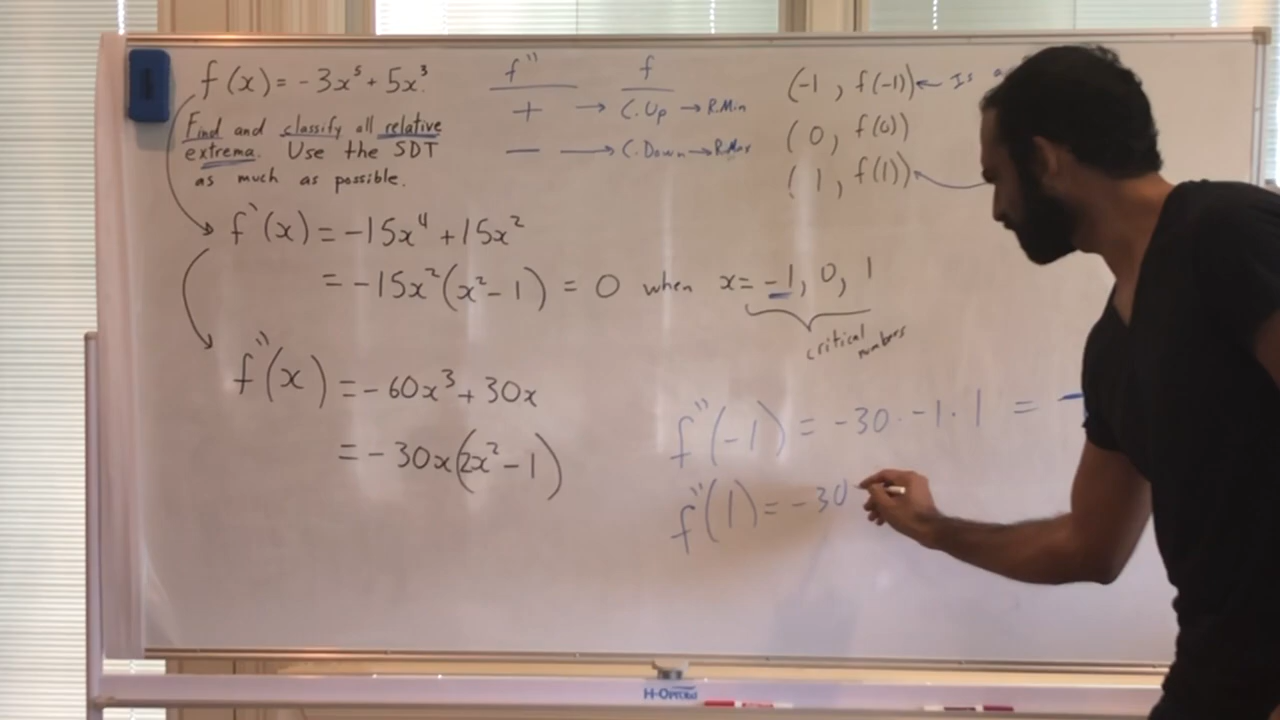 f(x) = -3x⁵ + 5x³.
Find and classify all relative
extrema. Use the SDT
as much as possible.
f'' f
+ → C.Up → R.Min
— → C.Down → R.Max
(-1, f(-1)) ← Is
(0, f(0))
(1, f(1))
f'(x) = -15x⁴ + 15x²
= -15x²(x² - 1) = 0 when x = -1, 0, 1
critical
numbers
f''(x) = -60x³ + 30x
= -30x(2x² - 1)
f''(-1) = -30 · -1 · 1 = -
f''(1) = -30
H-Optical